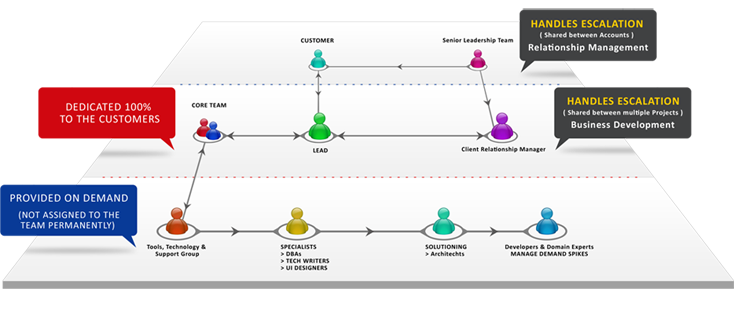 HANDLES ESCALATION
( Shared between Accounts )
Relationship Management
CUSTOMER
Senior Leadership Team
DEDICATED 100%
TO THE CUSTOMERS
CORE TEAM
HANDLES ESCALATION
( Shared between multiple Projects )
Business Development
LEAD
Client Relationship Manager
PROVIDED ON DEMAND
(NOT ASSIGNED TO THE
TEAM PERMANENTLY)
Tools, Technology &
Support Group
SPECIALISTS
> DBAs
> TECH WRITERS
> UI DESIGNERS
SOLUTIONING
> Architechts
Developers & Domain Experts
MANAGE DEMAND SPIKES